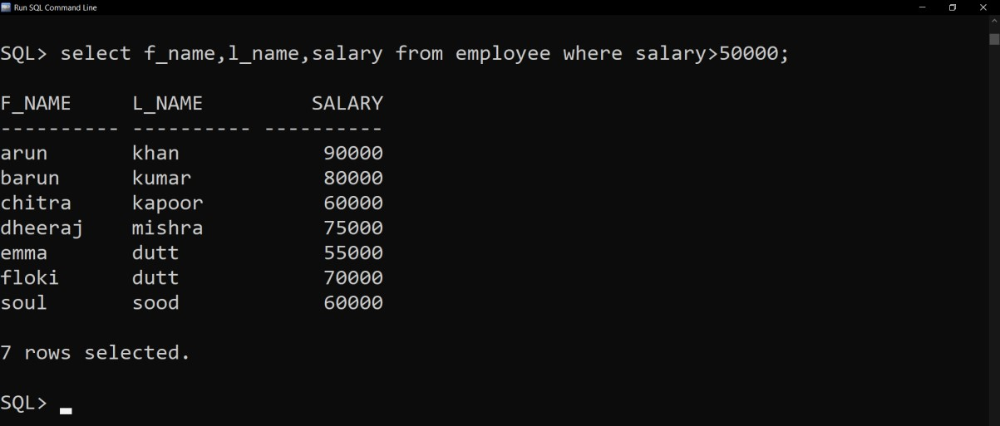 Run SQL Command Line
SQL> select f_name,l_name,salary from employee where salary>50000;
F_NAME     L_NAME         SALARY
---------- ---------- ----------
arun       khan            90000
barun      kumar           80000
chitra     kapoor          60000
dheeraj    mishra          75000
emma       dutt            55000
floki      dutt            70000
soul       sood            60000
7 rows selected.
SQL>